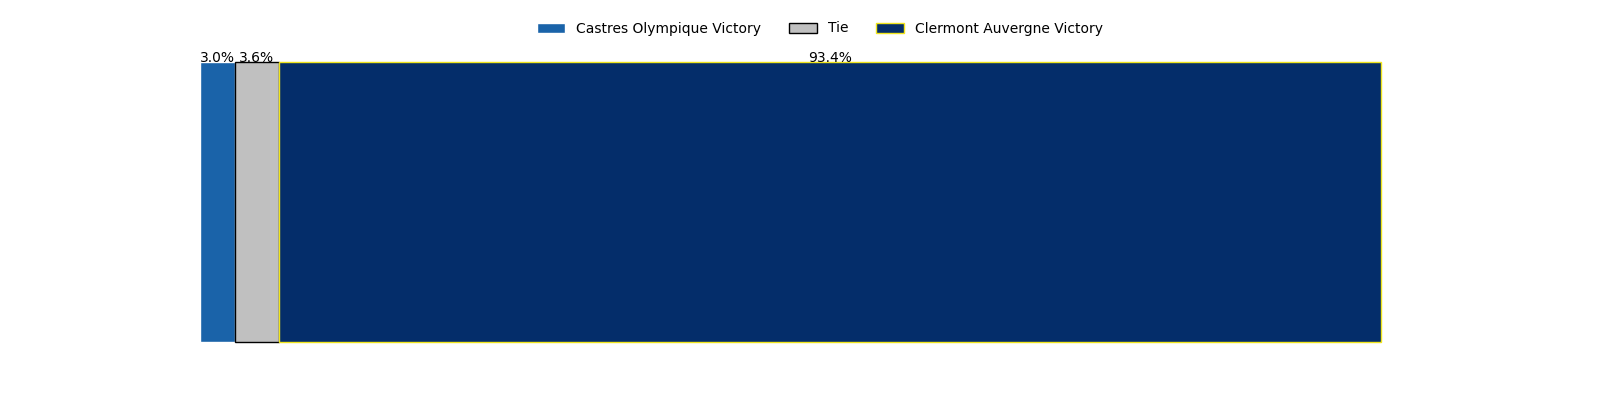 Castres Olympique Victory Tie Clermont Auvergne Victory
3.0% 3.6% 93.4%